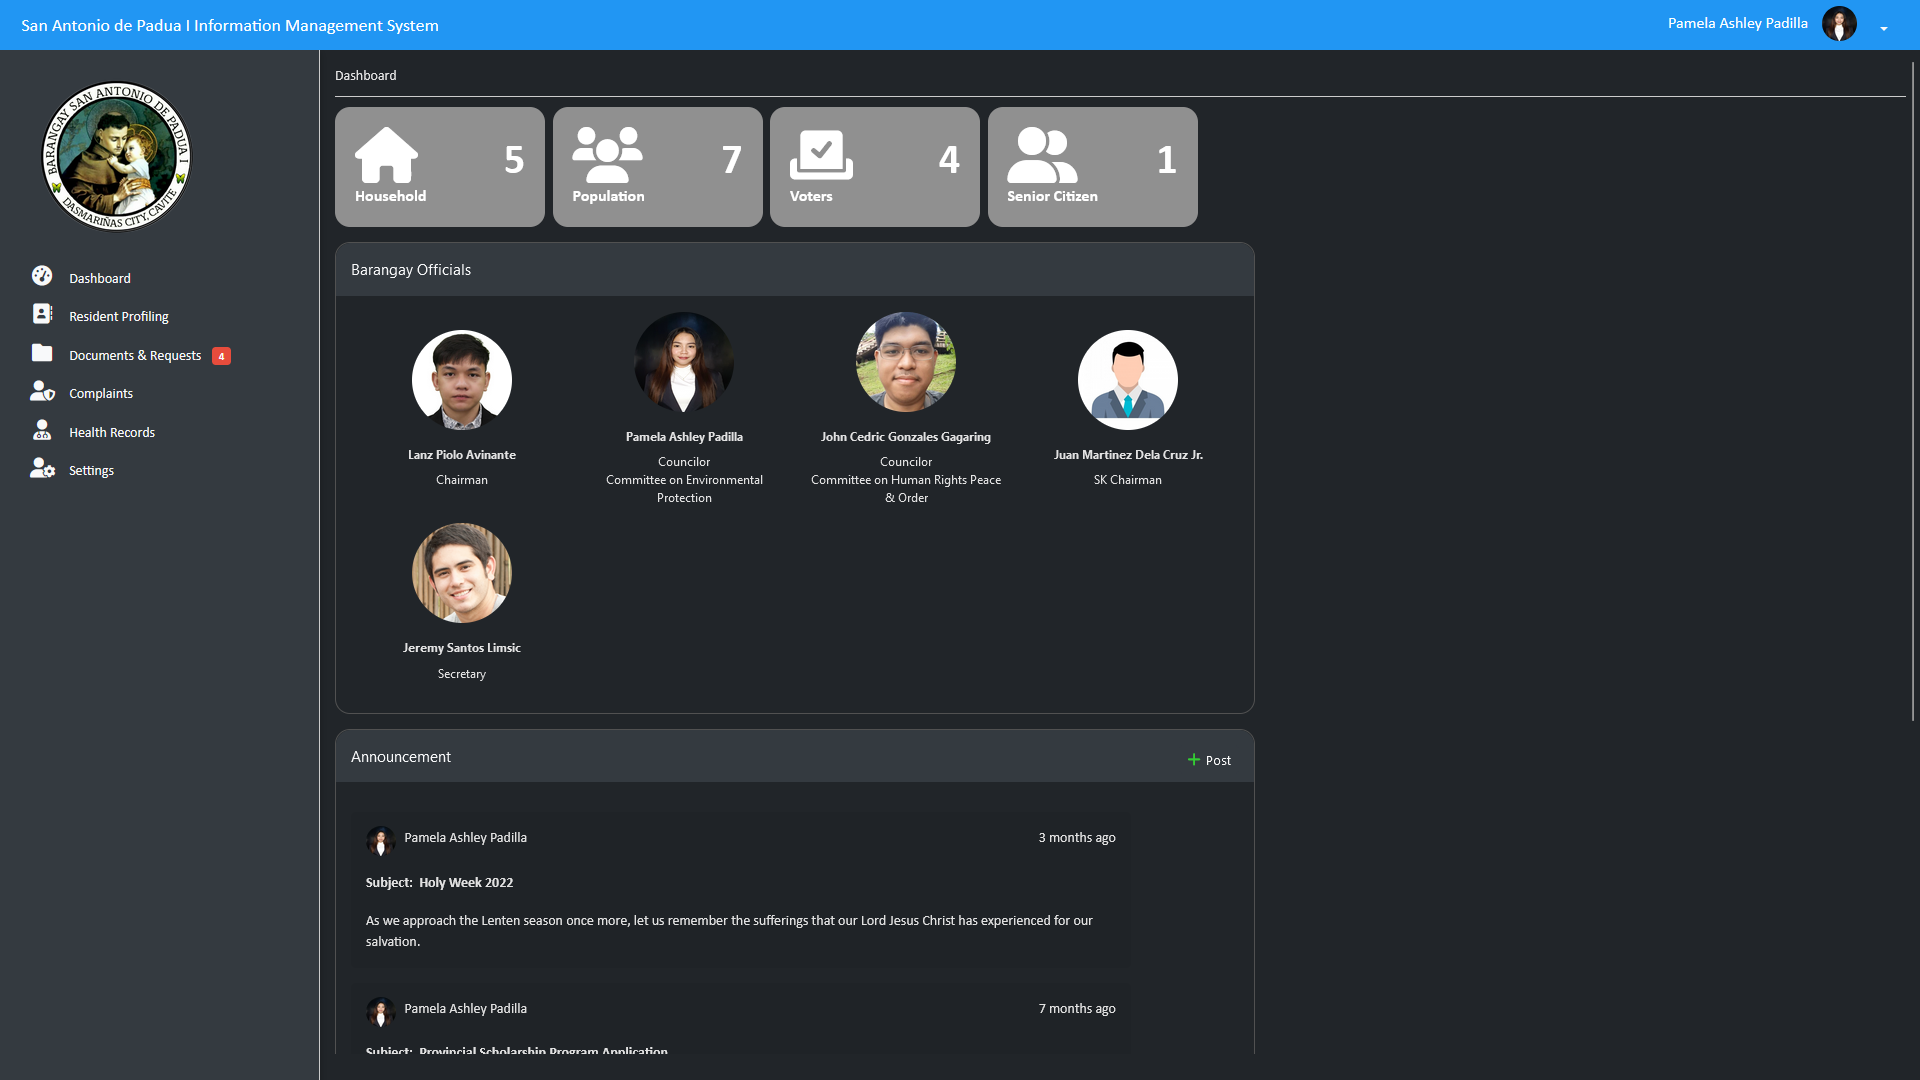 San Antonio de Padua I Information Management System
Pamela Ashley Padilla
BARANGAY SAN ANTONIO DE PADUA I
DASMARIÑAS CITY, CAVITE
Dashboard
Resident Profiling
Documents & Requests 4
Complaints
Health Records
Settings
Dashboard
5
Household
7
Population
4
Voters
1
Senior Citizen
Barangay Officials
Lanz Piolo Avinante
Chairman
Pamela Ashley Padilla
Councilor
Committee on Environmental
Protection
John Cedric Gonzales Gagaring
Councilor
Committee on Human Rights Peace
& Order
Juan Martinez Dela Cruz Jr.
SK Chairman
Jeremy Santos Limsic
Secretary
Announcement
+ Post
Pamela Ashley Padilla
3 months ago
Subject: Holy Week 2022
As we approach the Lenten season once more, let us remember the sufferings that our Lord Jesus Christ has experienced for our
salvation.
Pamela Ashley Padilla
7 months ago
Subject: Provincial Scholarship Program Application